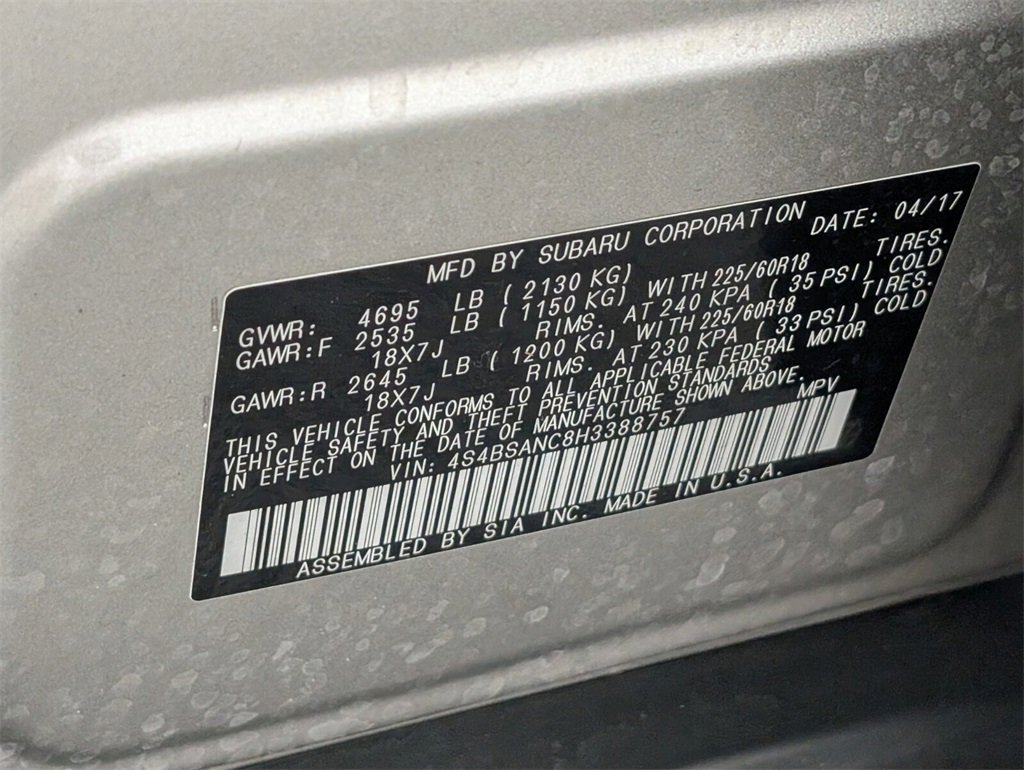 MFD BY SUBARU CORPORATION DATE: 04/17
GVWR: 4695 LB ( 2130 KG)
GAWR:F 2535 LB ( 1150 KG) WITH 225/60R18 TIRES.
18X7J RIMS. AT 240 KPA ( 35 PSI) COLD
GAWR:R 2645 LB ( 1200 KG) WITH 225/60R18 TIRES.
18X7J RIMS. AT 230 KPA ( 33 PSI) COLD
THIS VEHICLE CONFORMS TO ALL APPLICABLE FEDERAL MOTOR
VEHICLE SAFETY AND THEFT PREVENTION STANDARDS
IN EFFECT ON THE DATE OF MANUFACTURE SHOWN ABOVE.
VIN: 4S4BSANC8H3388757 MPV
ASSEMBLED BY SIA INC. MADE IN U.S.A.